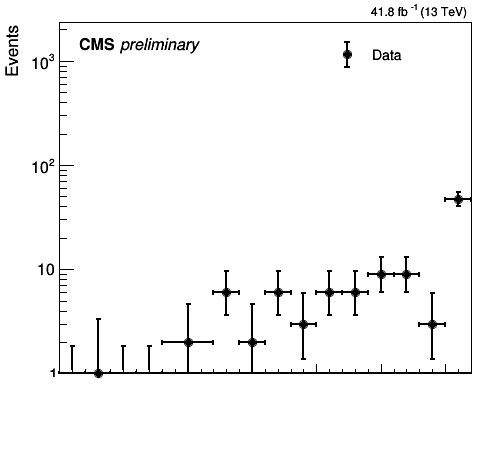 41.8 fb⁻¹ (13 TeV)
CMS preliminary
Data
Events
10³
10²
10
1